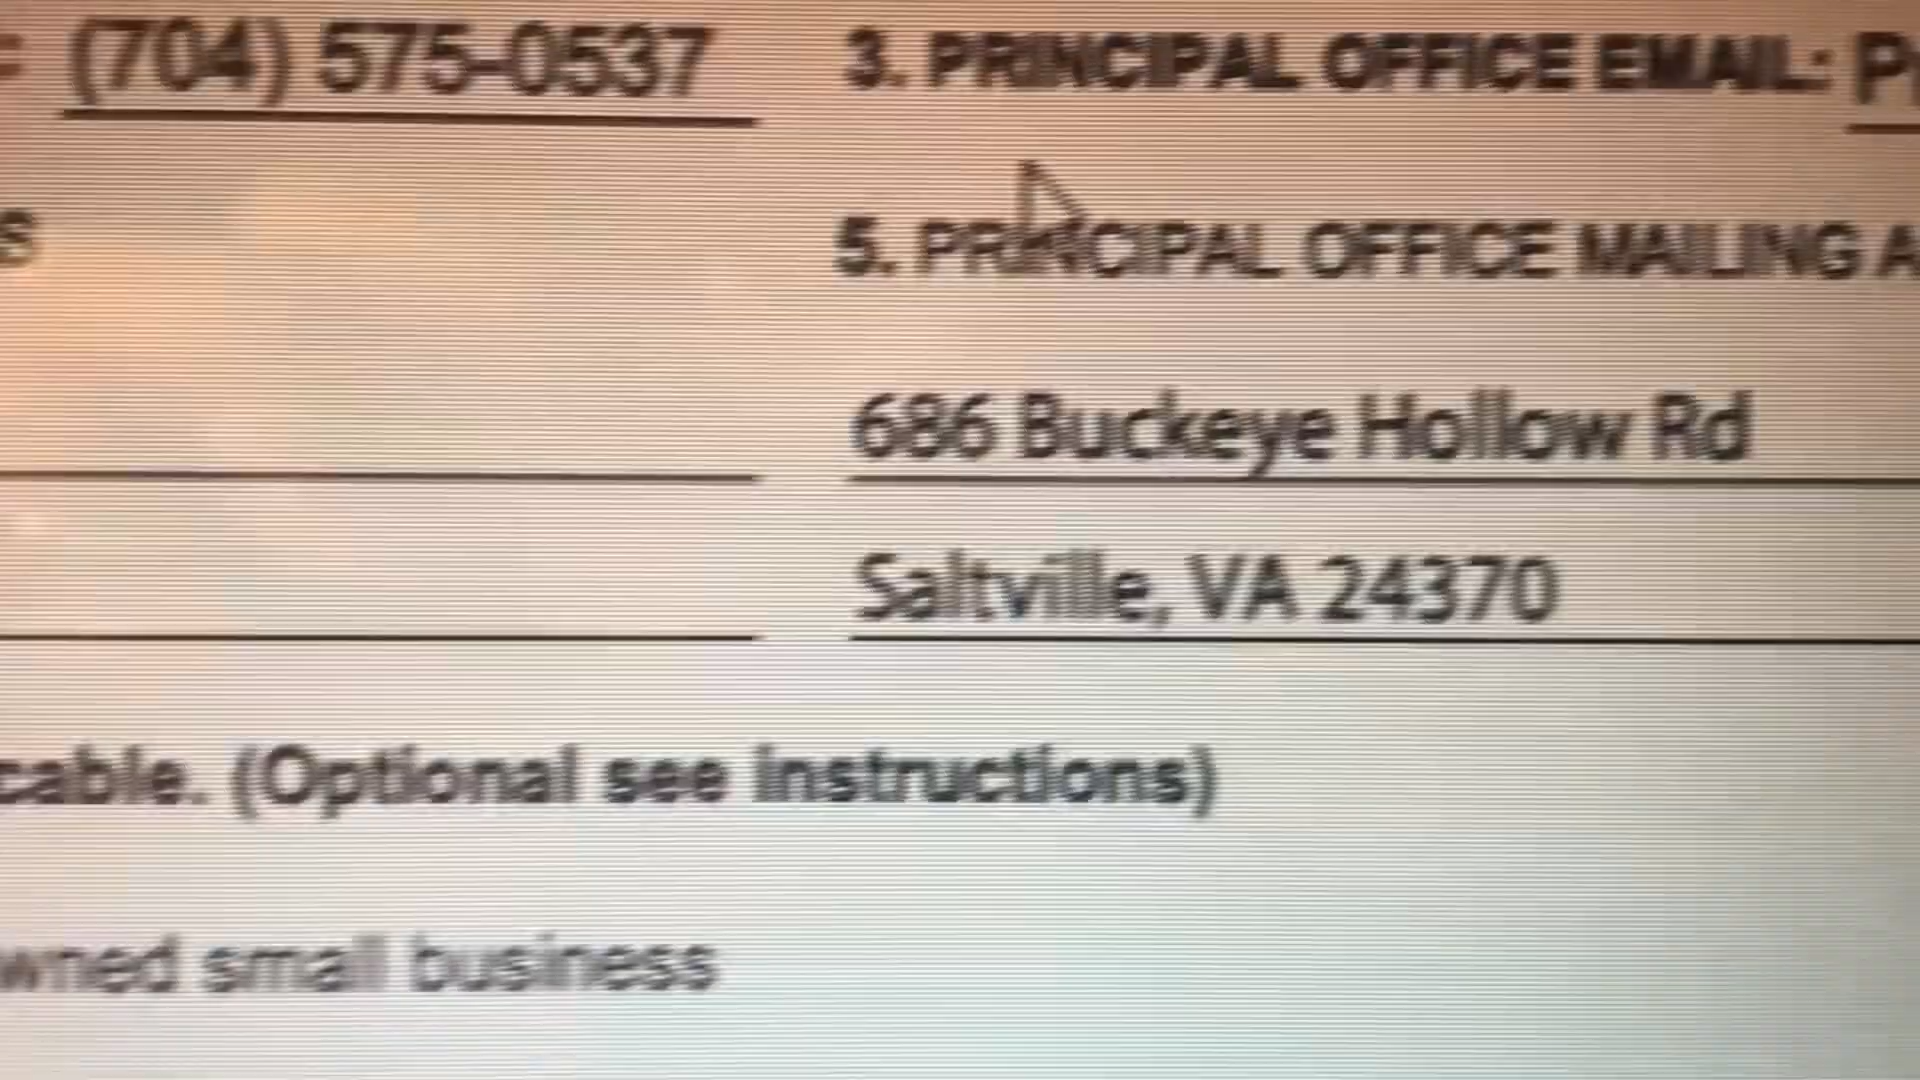 (704) 575-0537 3. PRINCIPAL OFFICE EMAIL:
5. PRINCIPAL OFFICE MAILING
686 Buckeye Hollow Rd
Saltville, VA 24370
cable. (Optional see instructions)
wned small business